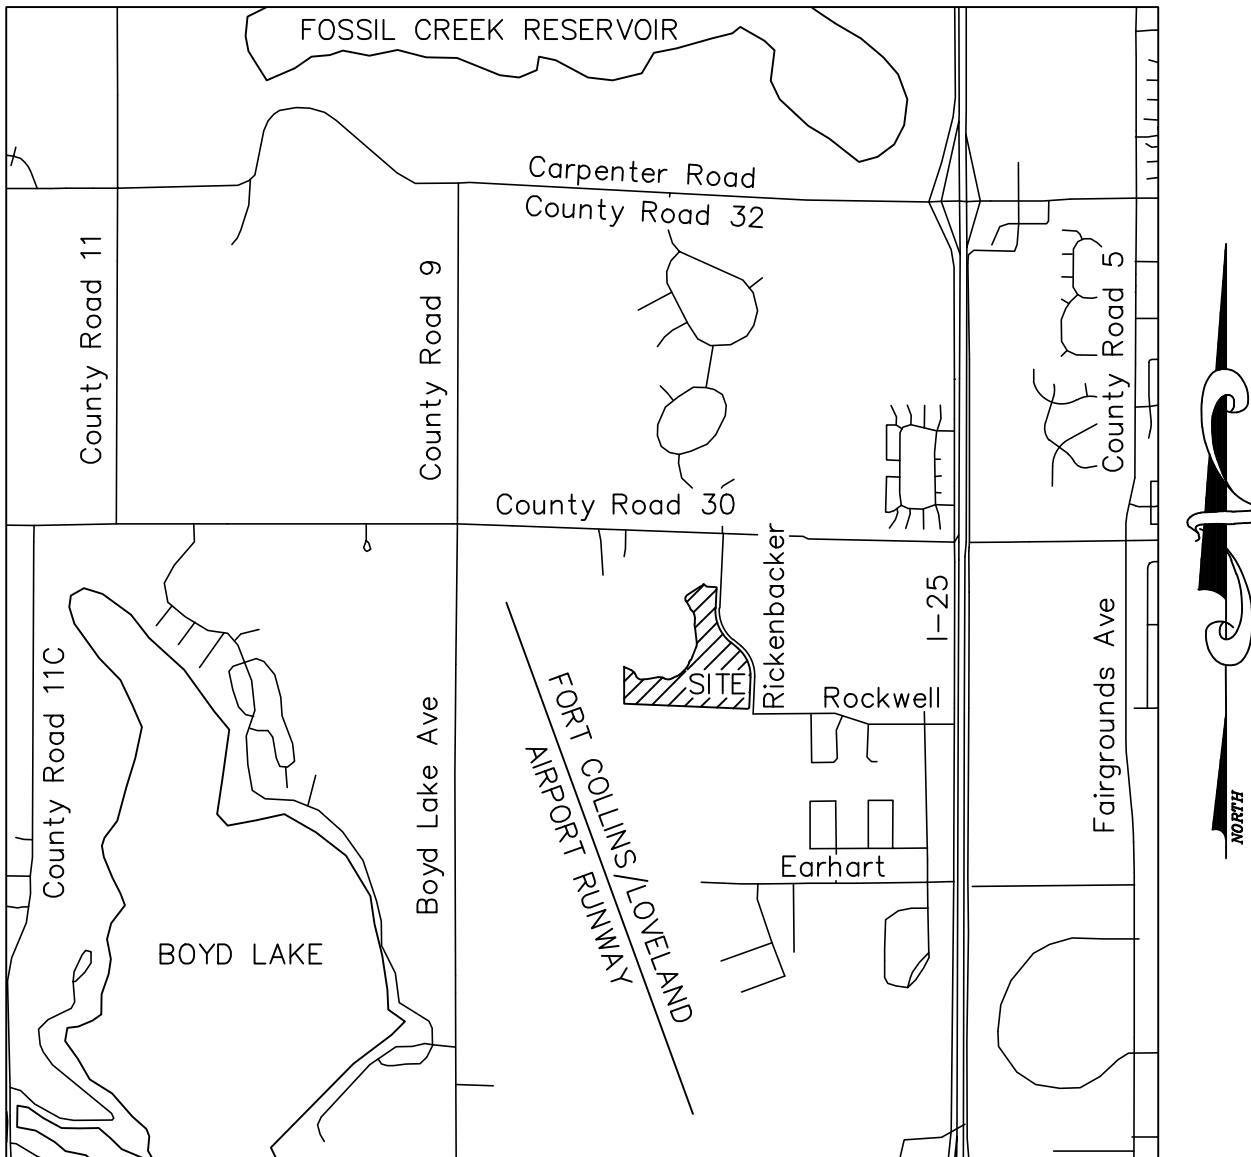 FOSSIL CREEK RESERVOIR
Carpenter Road
County Road 32
County Road 11
County Road 9
County Road 5
County Road 30
Rickenbacker
I-25
SITE
Rockwell
County Road 11C
Boyd Lake Ave
FORT COLLINS/LOVELAND
AIRPORT RUNWAY
Fairgrounds Ave
NORTH
Earhart
BOYD LAKE